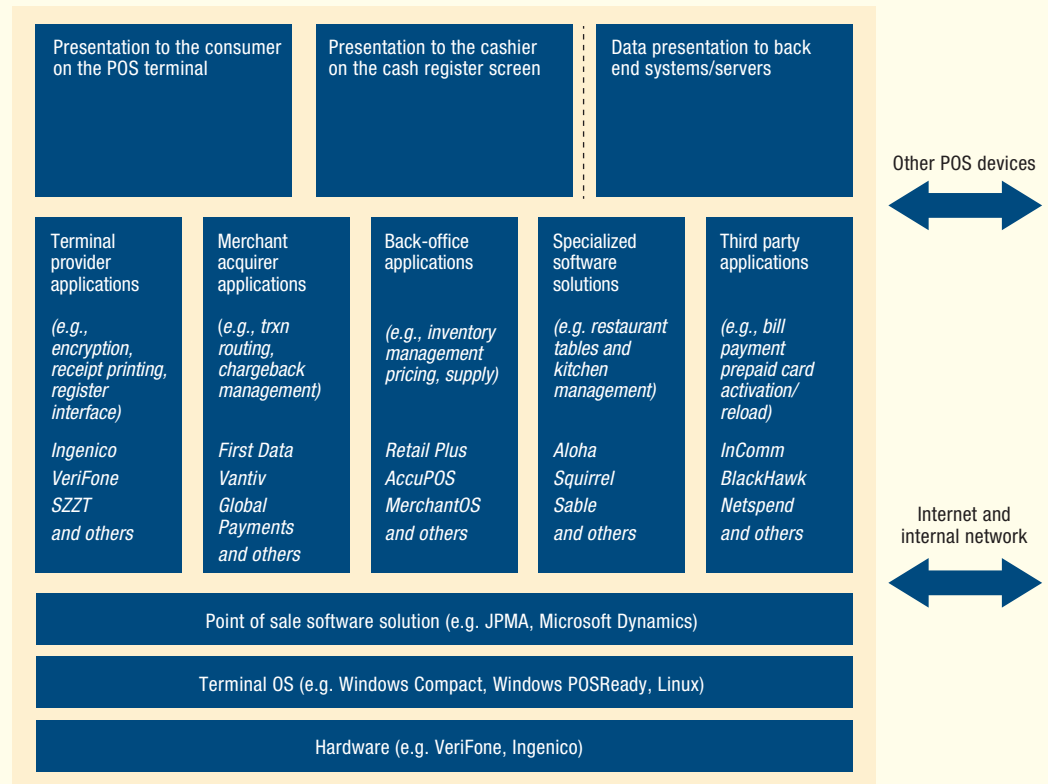 Presentation to the consumer
on the POS terminal
Presentation to the cashier
on the cash register screen
Data presentation to back
end systems/servers
Other POS devices
Terminal
provider
applications
(e.g.,
encryption,
receipt printing,
register
interface)
Ingenico
VeriFone
SZZT
and others
Merchant
acquirer
applications
(e.g., trxn
routing,
chargeback
management)
First Data
Vantiv
Global
Payments
and others
Back-office
applications
(e.g., inventory
management
pricing, supply)
Retail Plus
AccuPOS
MerchantOS
and others
Specialized
software
solutions
(e.g. restaurant
tables and
kitchen
management)
Aloha
Squirrel
Sable
and others
Third party
applications
(e.g., bill
payment
prepaid card
activation/
reload)
InComm
BlackHawk
Netspend
and others
Internet and
internal network
Point of sale software solution (e.g. JPMA, Microsoft Dynamics)
Terminal OS (e.g. Windows Compact, Windows POSReady, Linux)
Hardware (e.g. VeriFone, Ingenico)